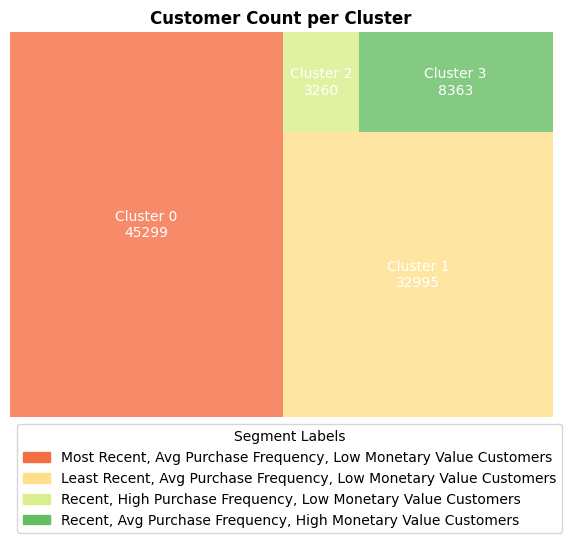 Customer Count per Cluster
Cluster 2
3260
Cluster 3
8363
Cluster 0
45299
Cluster 1
32995
Segment Labels
Most Recent, Avg Purchase Frequency, Low Monetary Value Customers
Least Recent, Avg Purchase Frequency, Low Monetary Value Customers
Recent, High Purchase Frequency, Low Monetary Value Customers
Recent, Avg Purchase Frequency, High Monetary Value Customers